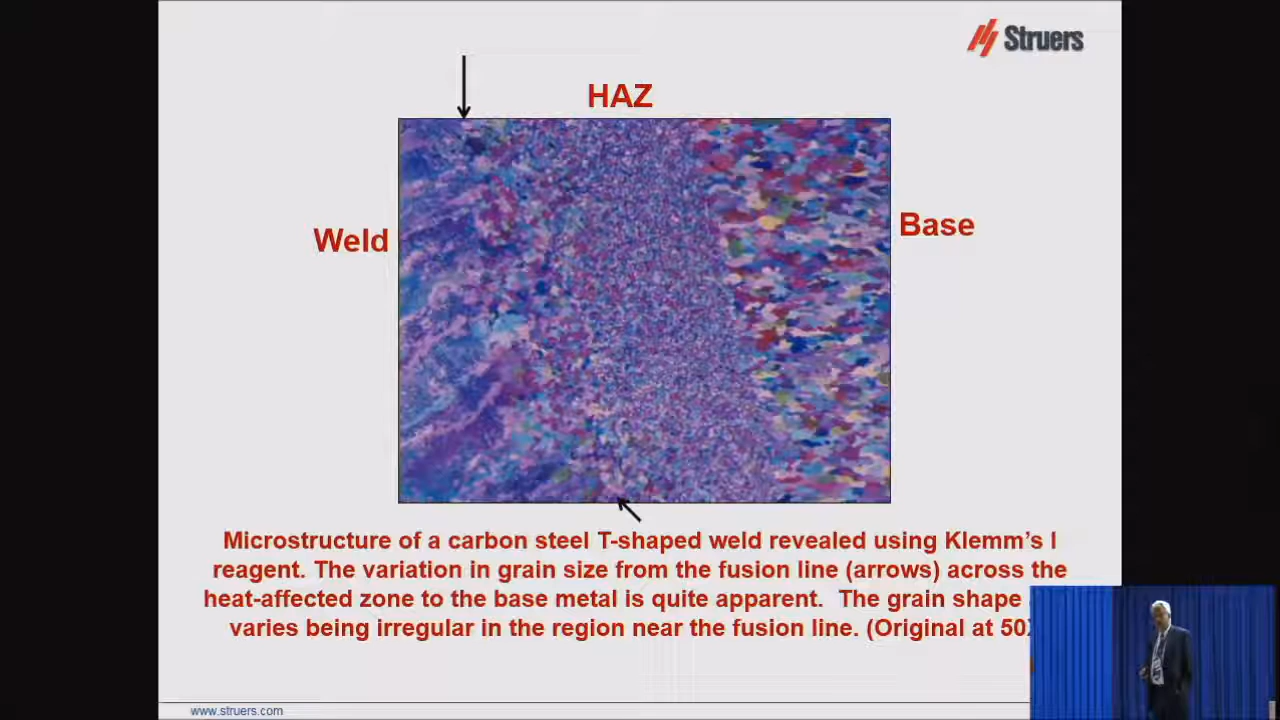 Struers
HAZ
Weld
Base
Microstructure of a carbon steel T-shaped weld revealed using Klemm's I
reagent. The variation in grain size from the fusion line (arrows) across the
heat-affected zone to the base metal is quite apparent.  The grain shape
varies being irregular in the region near the fusion line. (Original at 50X
www.struers.com